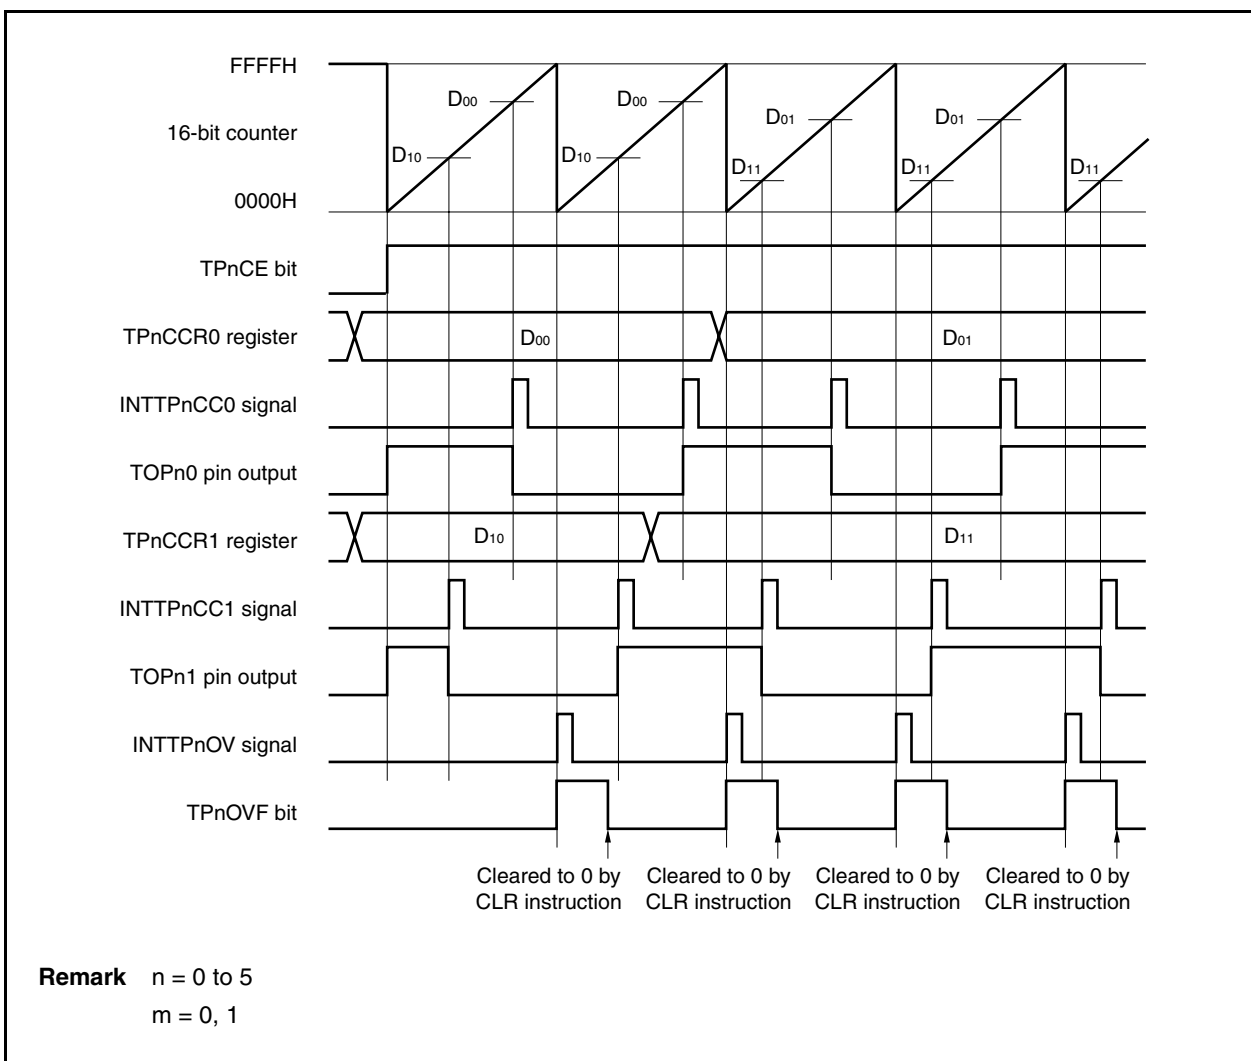 FFFFH
16-bit counter
0000H
D10
D00
D10
D00
D11
D01
D11
D01
D11
TPnCE bit
TPnCCR0 register
D00
D01
INTTPnCC0 signal
TOPn0 pin output
TPnCCR1 register
D10
D11
INTTPnCC1 signal
TOPn1 pin output
INTTPnOV signal
TPnOVF bit
Cleared to 0 by
CLR instruction
Cleared to 0 by
CLR instruction
Cleared to 0 by
CLR instruction
Cleared to 0 by
CLR instruction
Remark n = 0 to 5
m = 0, 1